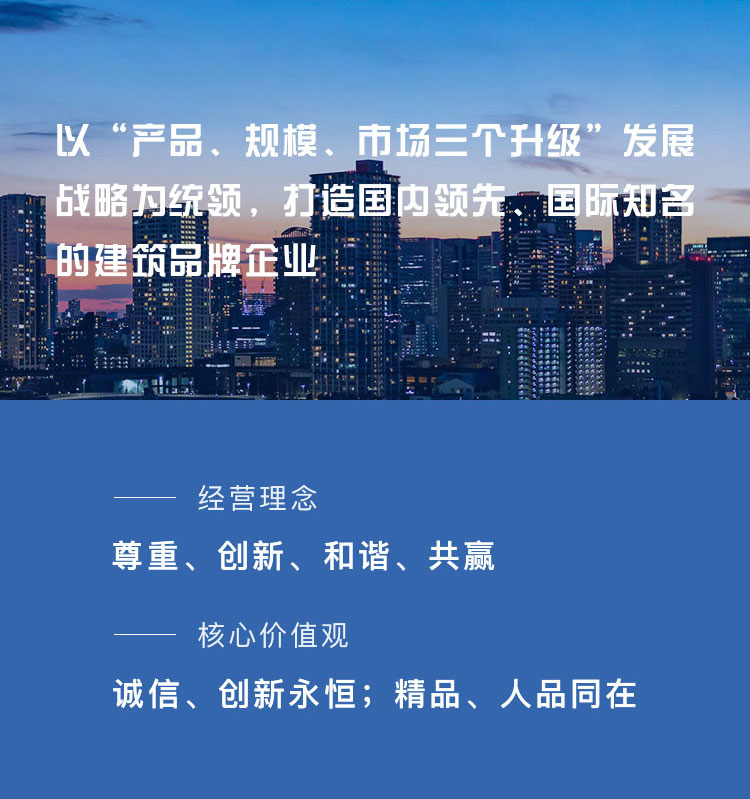 以“产品、规模、市场三个升级”发展
战略为统领，打造国内领先、国际知名
的建筑品牌企业
经营理念
尊重、创新、和谐、共赢
核心价值观
诚信、创新永恒；精品、人品同在